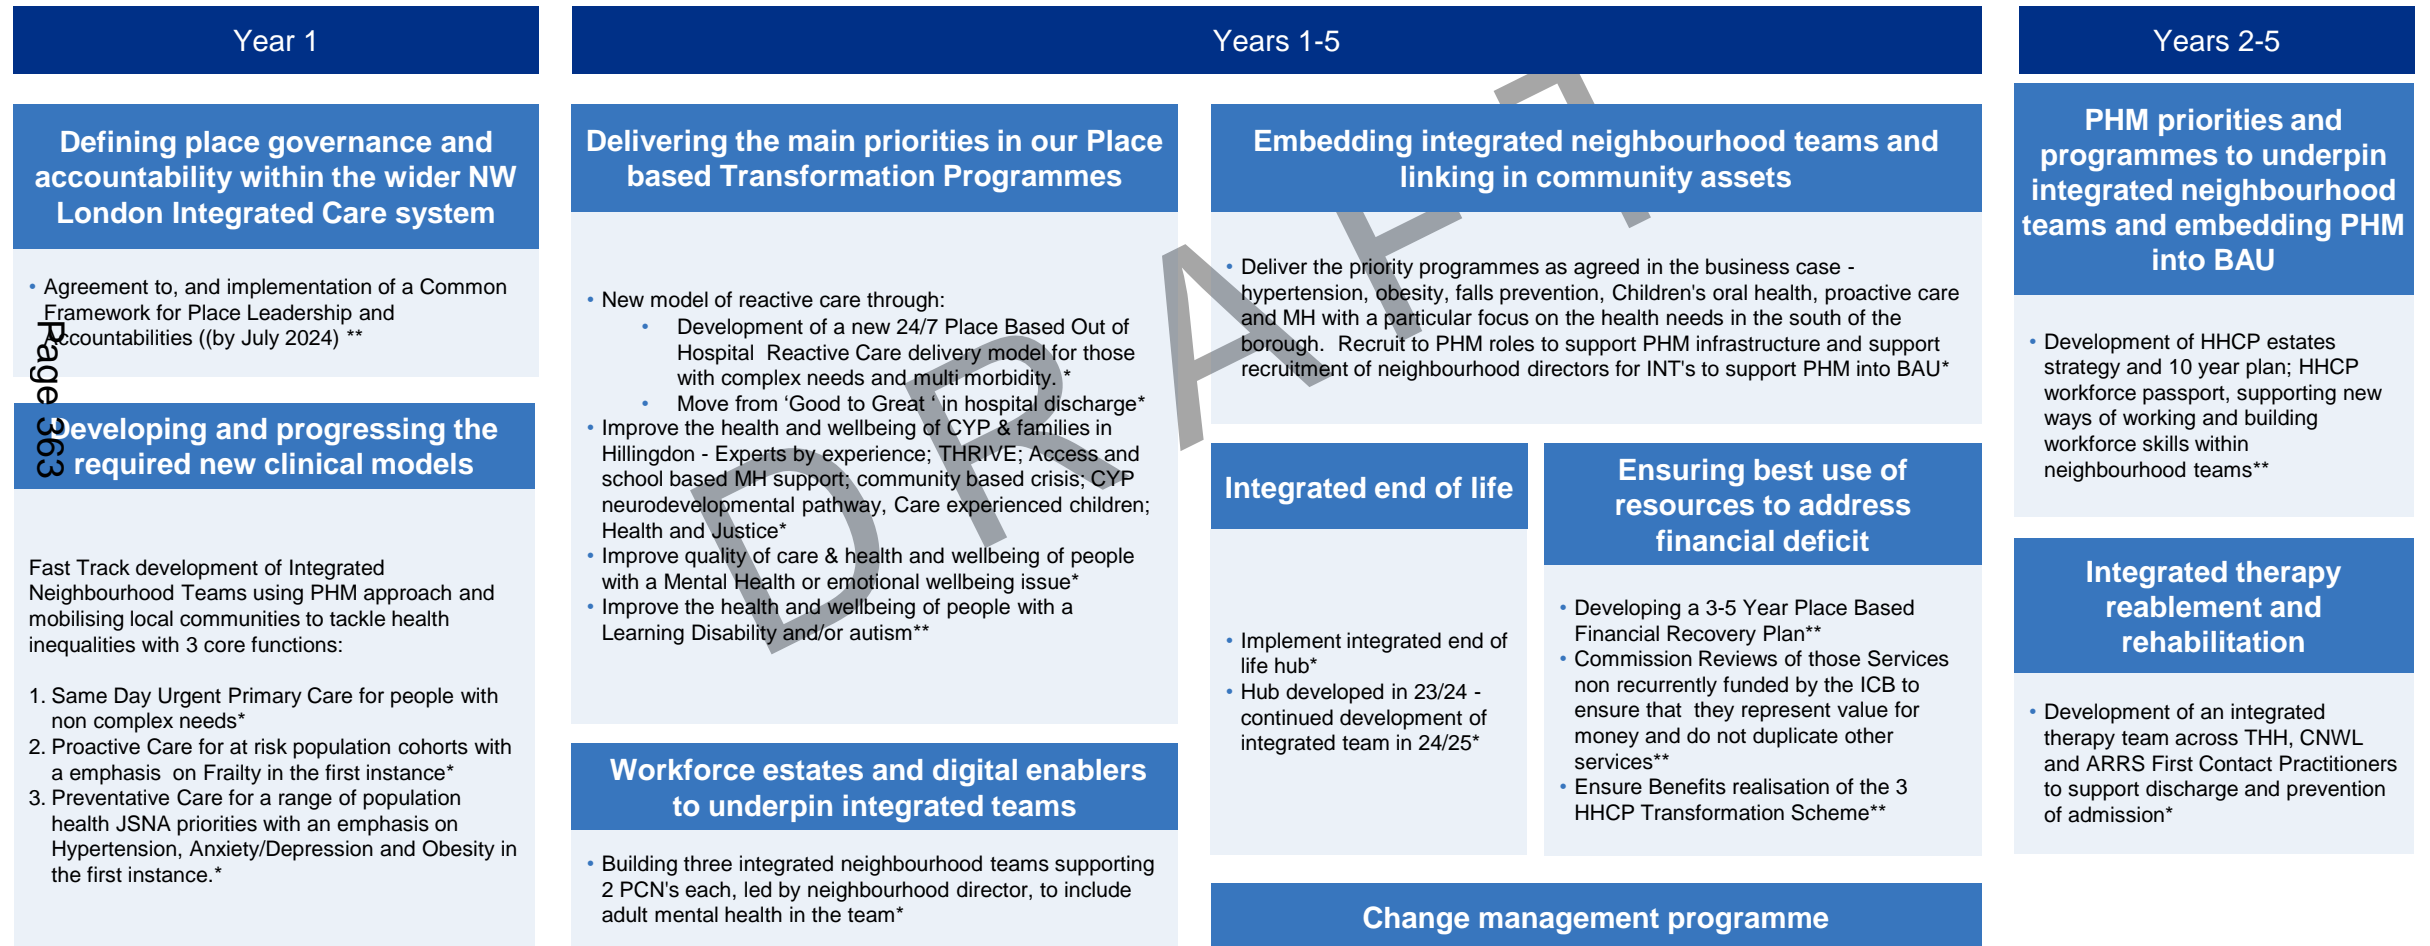 Year 1
Defining place governance and
accountability within the wider NW
London Integrated Care system
• Agreement to, and implementation of a Common
Framework for Place Leadership and
Accountabilities ((by July 2024) **
Page 363
Developing and progressing the
required new clinical models
Fast Track development of Integrated
Neighbourhood Teams using PHM approach and
mobilising local communities to tackle health
inequalities with 3 core functions:
1. Same Day Urgent Primary Care for people with
non complex needs*
2. Proactive Care for at risk population cohorts with
a emphasis on Frailty in the first instance*
3. Preventative Care for a range of population
health JSNA priorities with an emphasis on
Hypertension, Anxiety/Depression and Obesity in
the first instance.*
Years 1-5
Delivering the main priorities in our Place
based Transformation Programmes
• New model of reactive care through:
• Development of a new 24/7 Place Based Out of
Hospital Reactive Care delivery model for those
with complex needs and multi morbidity. *
• Move from ‘Good to Great ‘ in hospital discharge*
• Improve the health and wellbeing of CYP & families in
Hillingdon - Experts by experience; THRIVE; Access and
school based MH support; community based crisis; CYP
neurodevelopmental pathway, Care experienced children;
Health and Justice*
• Improve quality of care & health and wellbeing of people
with a Mental Health or emotional wellbeing issue*
• Improve the health and wellbeing of people with a
Learning Disability and/or autism**
Workforce estates and digital enablers
to underpin integrated teams
• Building three integrated neighbourhood teams supporting
2 PCN's each, led by neighbourhood director, to include
adult mental health in the team*
Embedding integrated neighbourhood teams and
linking in community assets
• Deliver the priority programmes as agreed in the business case -
hypertension, obesity, falls prevention, Children's oral health, proactive care
and MH with a particular focus on the health needs in the south of the
borough. Recruit to PHM roles to support PHM infrastructure and support
recruitment of neighbourhood directors for INT's to support PHM into BAU*
Integrated end of life
• Implement integrated end of
life hub*
• Hub developed in 23/24 -
continued development of
integrated team in 24/25*
Ensuring best use of
resources to address
financial deficit
• Developing a 3-5 Year Place Based
Financial Recovery Plan**
• Commission Reviews of those Services
non recurrently funded by the ICB to
ensure that they represent value for
money and do not duplicate other
services**
• Ensure Benefits realisation of the 3
HHCP Transformation Scheme**
Change management programme
Years 2-5
PHM priorities and
programmes to underpin
integrated neighbourhood
teams and embedding PHM
into BAU
• Development of HHCP estates
strategy and 10 year plan; HHCP
workforce passport, supporting new
ways of working and building
workforce skills within
neighbourhood teams**
Integrated therapy
reablement and
rehabilitation
• Development of an integrated
therapy team across THH, CNWL
and ARRS First Contact Practitioners
to support discharge and prevention
of admission*
DRAFT